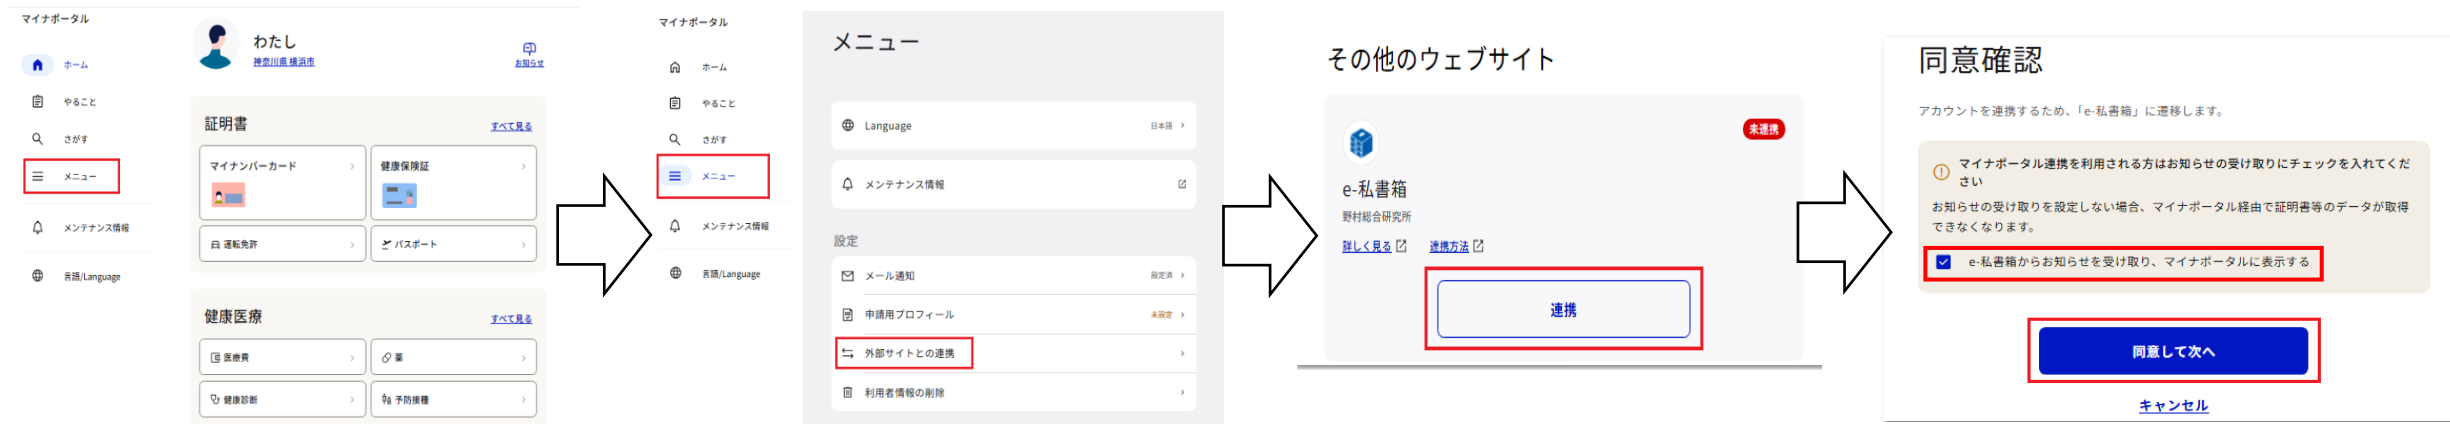 マイナポータル
ホーム
やること
さがす
メニュー
メンテナンス情報
言語/Language
わたし
神奈川県 横浜市
お知らせ
証明書
すべて見る
マイナンバーカード
健康保険証
運転免許
パスポート
健康医療
すべて見る
医療費
薬
健康診断
予防接種
マイナポータル
ホーム
やること
さがす
メニュー
メンテナンス情報
言語/Language
メニュー
Language
日本語
メンテナンス情報
設定
メール通知
設定済
申請用プロフィール
未設定
外部サイトとの連携
利用者情報の削除
その他のウェブサイト
未連携
e-私書箱
野村総合研究所
詳しく見る 連携方法
連携
同意確認
アカウントを連携するため、「e-私書箱」に遷移します。
マイナポータル連携を利用される方はお知らせの受け取りにチェックを入れてくだ
さい
お知らせの受け取りを設定しない場合、マイナポータル経由で証明書等のデータが取得
できなくなります。
e-私書箱からお知らせを受け取り、マイナポータルに表示する
同意して次へ
キャンセル